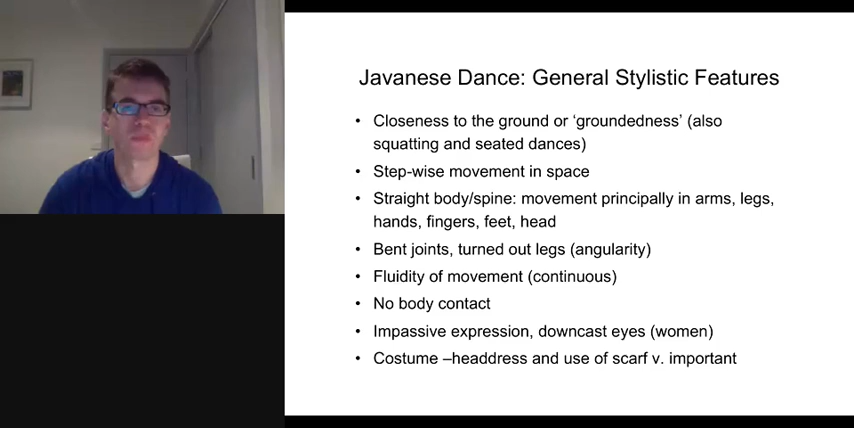 Javanese Dance: General Stylistic Features
• Closeness to the ground or ‘groundedness’ (also
squatting and seated dances)
• Step-wise movement in space
• Straight body/spine: movement principally in arms, legs,
hands, fingers, feet, head
• Bent joints, turned out legs (angularity)
• Fluidity of movement (continuous)
• No body contact
• Impassive expression, downcast eyes (women)
• Costume –headdress and use of scarf v. important